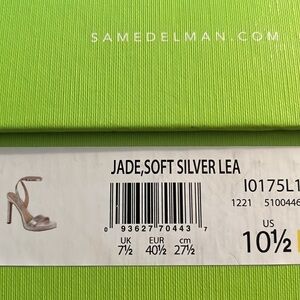 SAMEDELMAN.COM
JADE,SOFT SILVER LEA
I0175L1
1221 5100446
0 93627 70443 7
UK EUR cm US
7½ 40½ 27½ 10½